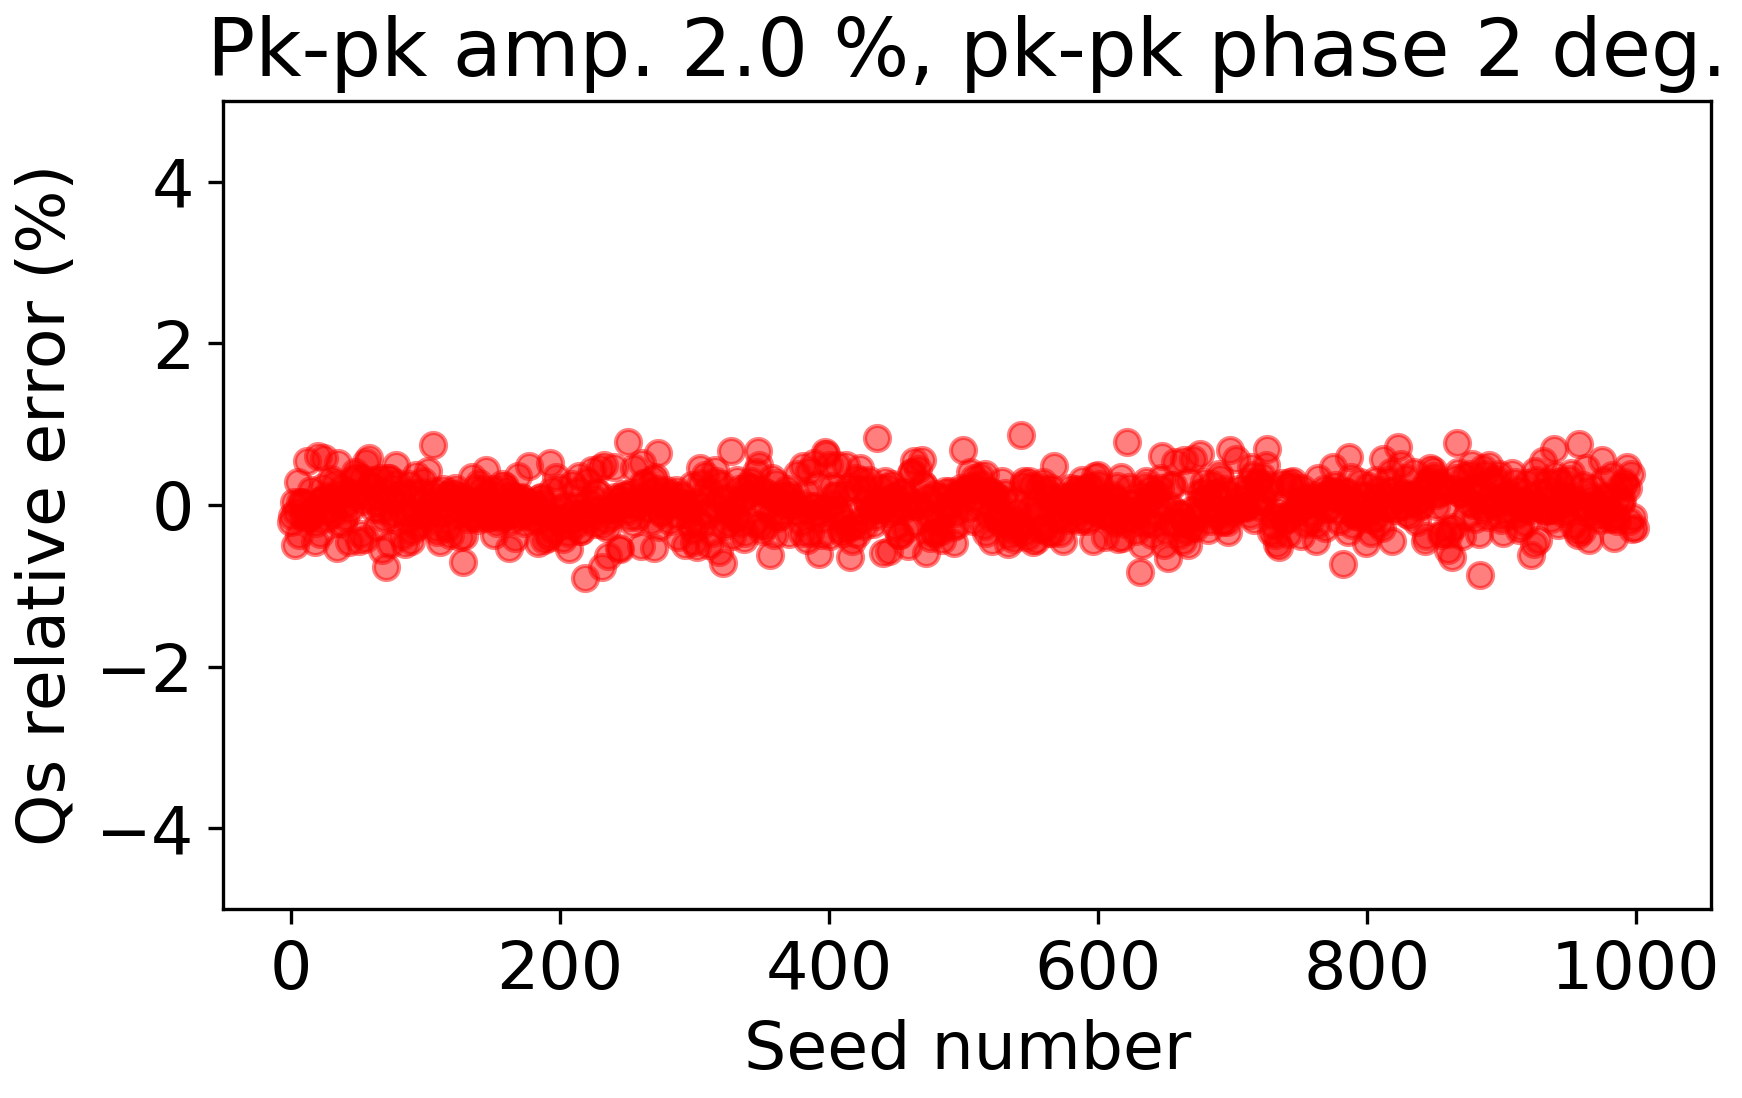 Pk-pk amp. 2.0 %, pk-pk phase 2 deg.
Qs relative error (%)
4
2
0
−2
−4
0 200 400 600 800 1000
Seed number